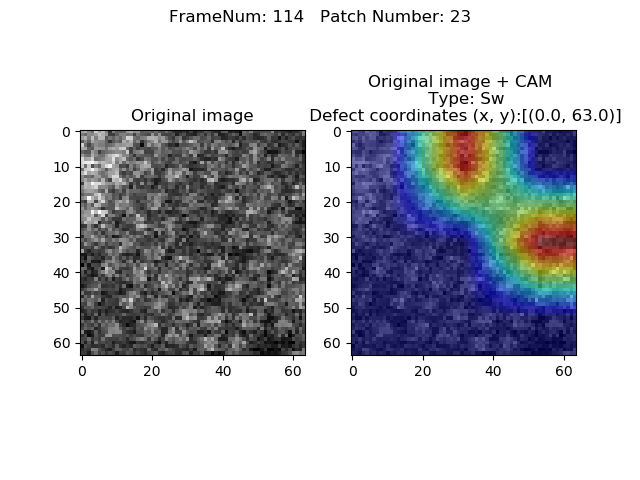 FrameNum: 114   Patch Number: 23
Original image
Original image + CAM
Type: Sw
Defect coordinates (x, y):[(0.0, 63.0)]
0
10
20
30
40
50
60
0 20 40 60
0
10
20
30
40
50
60
0 20 40 60